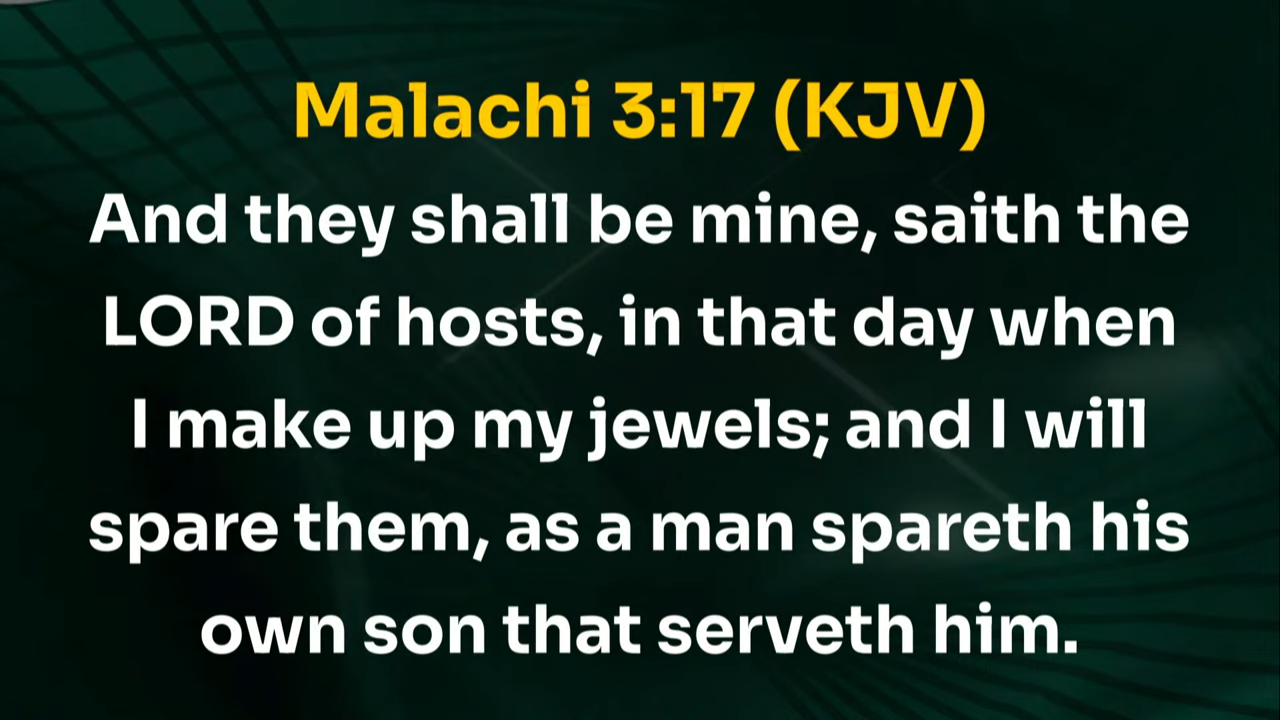 Malachi 3:17 (KJV)
And they shall be mine, saith the
LORD of hosts, in that day when
I make up my jewels; and I will
spare them, as a man spareth his
own son that serveth him.